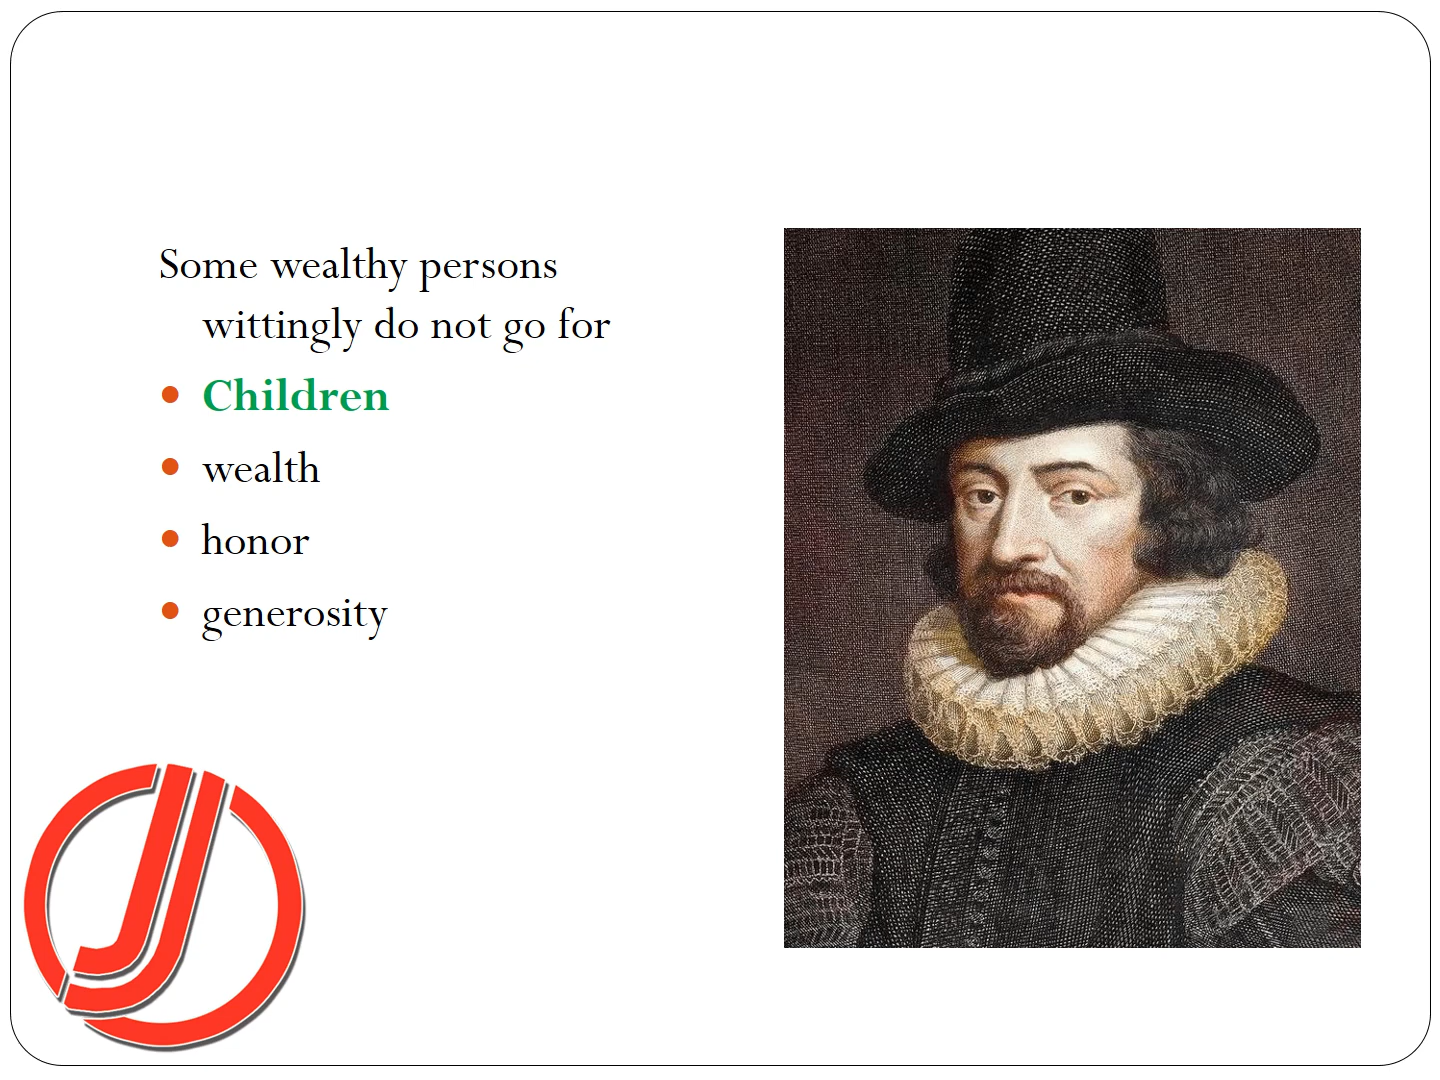 Some wealthy persons
wittingly do not go for
Children
wealth
honor
generosity